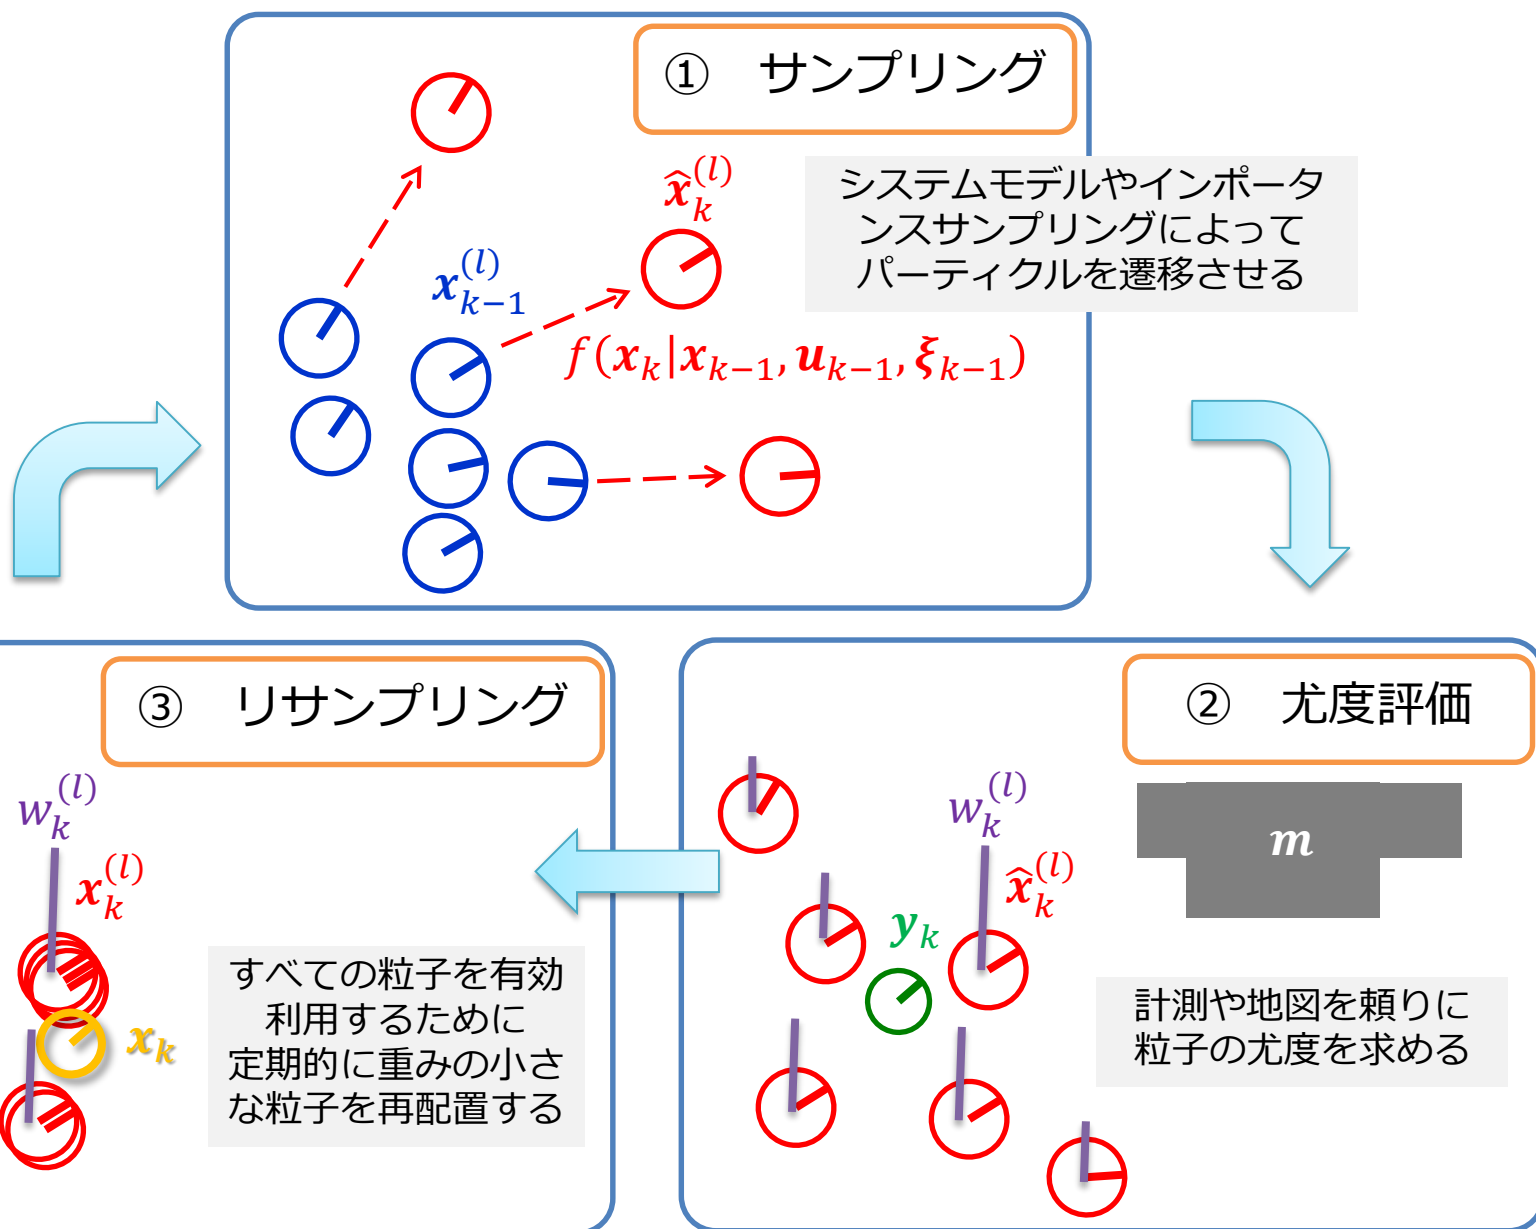 ① サンプリング
システムモデルやインポータ
ンスサンプリングによって
パーティクルを遷移させる
x̂_k^(l)
x_{k−1}^(l)
f(x_k|x_{k−1}, u_{k−1}, ξ_{k−1})
② 尤度評価
m
w_k^(l)
x̂_k^(l)
y_k
計測や地図を頼りに
粒子の尤度を求める
③ リサンプリング
w_k^(l)
x_k^(l)
x_k
すべての粒子を有効
利用するために
定期的に重みの小さ
な粒子を再配置する